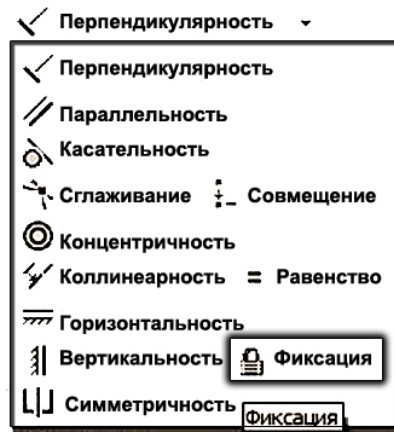 Перпендикулярность
Перпендикулярность
Параллельность
Касательность
Сглаживание Совмещение
Концентричность
Коллинеарность = Равенство
Горизонтальность
Вертикальность Фиксация
Симметричность
Фиксация